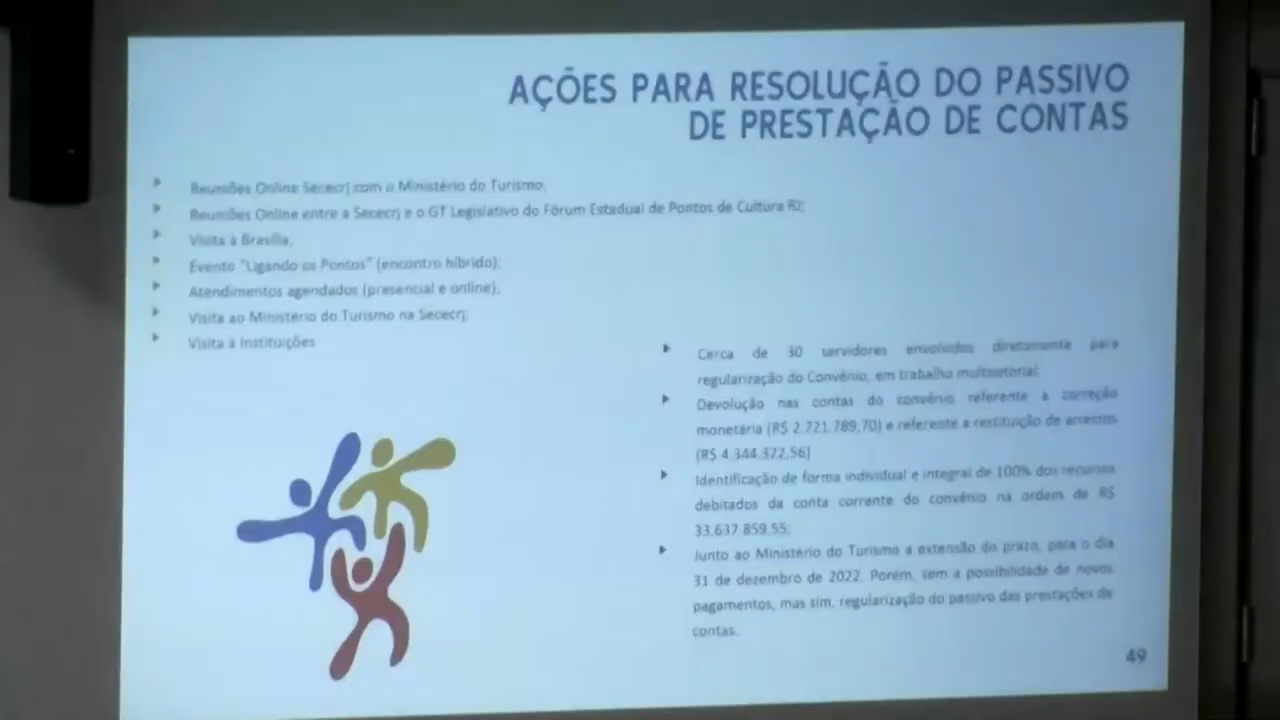 AÇÕES PARA RESOLUÇÃO DO PASSIVO
DE PRESTAÇÃO DE CONTAS
Reuniões Online Sececrj com o Ministério do Turismo;
Reuniões Online entre a Sececrj e o GT Legislativo do Fórum Estadual de Pontos de Cultura RJ;
Visita à Brasília;
Evento "Ligando os Pontos" (encontro híbrido);
Atendimentos agendados (presencial e online);
Visita ao Ministério do Turismo na Sececrj;
Visita a Instituições
Cerca de 30 servidores envolvidos diretamente para
regularização do Convênio, em trabalho multisetorial;
Devolução nas contas do convênio referente a correção
monetária (R$ 2.721.789,70) e referente a restituição de arrestos
(R$ 4.344.372,56)
Identificação de forma individual e integral de 100% dos recursos
debitados da conta corrente do convênio na ordem de R$
33.637.859,55;
Junto ao Ministério do Turismo a extensão do prazo, para o dia
31 de dezembro de 2022. Porém, sem a possibilidade de novos
pagamentos, mas sim, regularização do passivo das prestações de
contas.
49